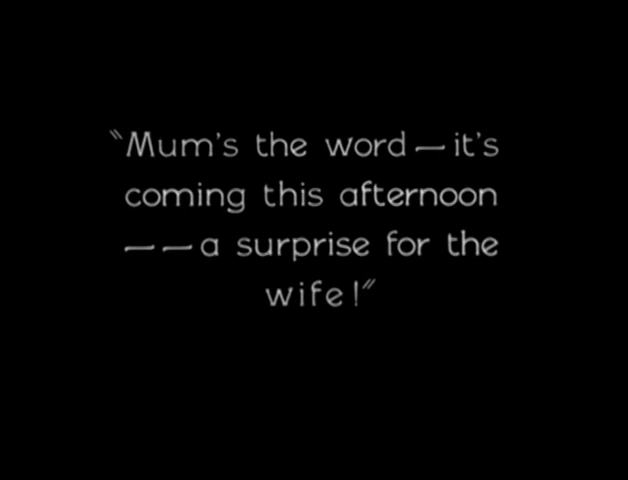 "Mum's the word—it's
coming this afternoon
——a surprise for the
wife!"